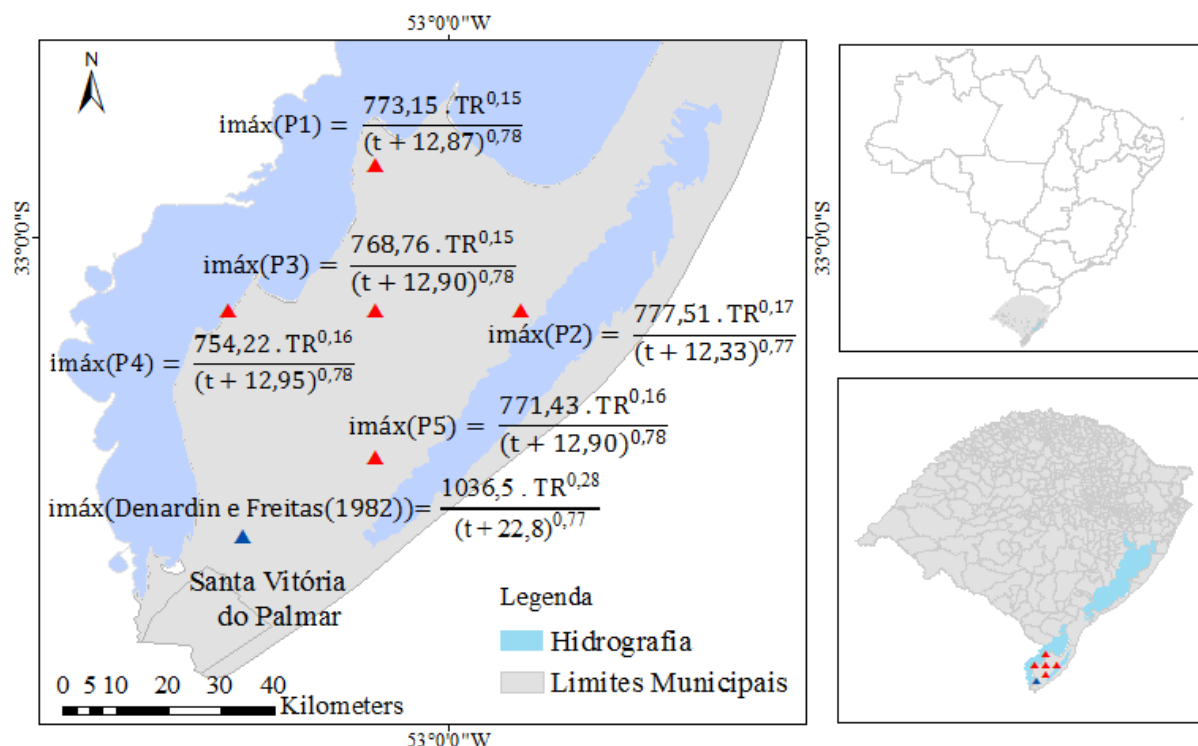 53°0'0"W
N
imáx(P1) = 773,15 . TR^0,15 / (t + 12,87)^0,78
33°0'0"S
33°0'0"S
imáx(P3) = 768,76 . TR^0,15 / (t + 12,90)^0,78
imáx(P2) = 777,51 . TR^0,17 / (t + 12,33)^0,77
imáx(P4) = 754,22 . TR^0,16 / (t + 12,95)^0,78
imáx(P5) = 771,43 . TR^0,16 / (t + 12,90)^0,78
imáx(Denardin e Freitas(1982))= 1036,5 . TR^0,28 / (t+22,8)^0,77
Santa Vitória
do Palmar
Legenda
Hidrografia
Limites Municipais
0 5 10 20 30 40
Kilometers
53°0'0"W